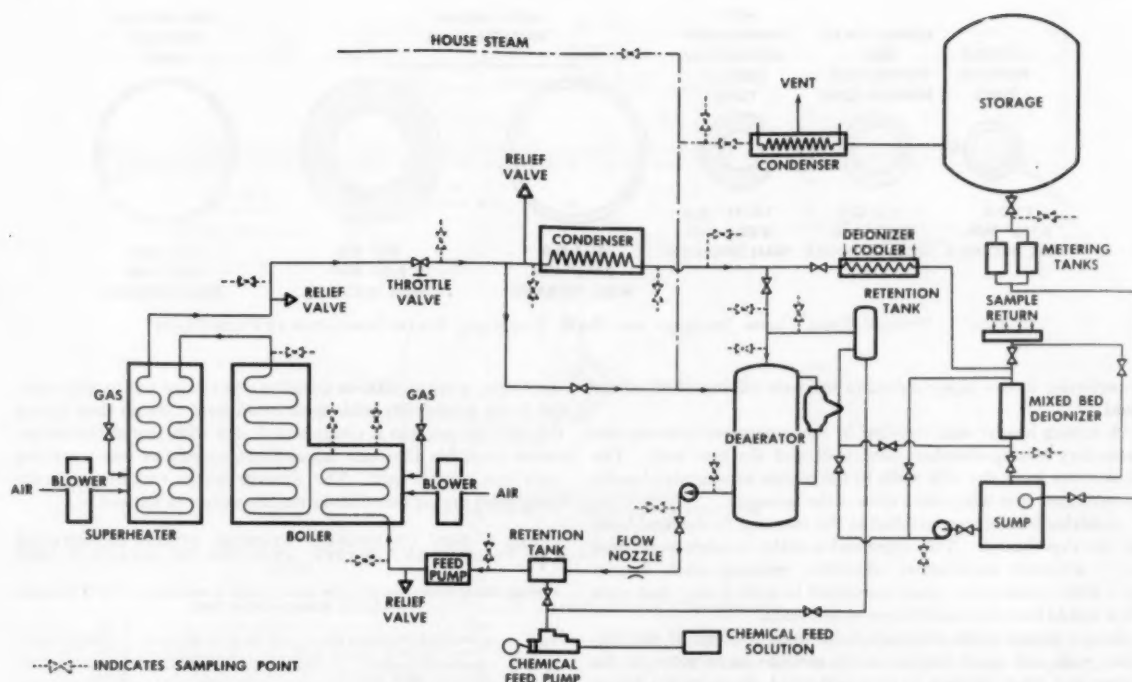 HOUSE STEAM
VENT
STORAGE
CONDENSER
RELIEF
VALVE
CONDENSER
DEIONIZER
COOLER
METERING
TANKS
RELIEF
VALVE
THROTTLE
VALVE
RETENTION
TANK
SAMPLE
RETURN
GAS
GAS
MIXED BED
DEIONIZER
DEAERATOR
AIR
BLOWER
BLOWER
AIR
SUPERHEATER
BOILER
SUMP
RETENTION
TANK
FLOW
NOZZLE
FEED
PUMP
RELIEF
VALVE
CHEMICAL FEED
SOLUTION
INDICATES SAMPLING POINT
CHEMICAL
FEED PUMP